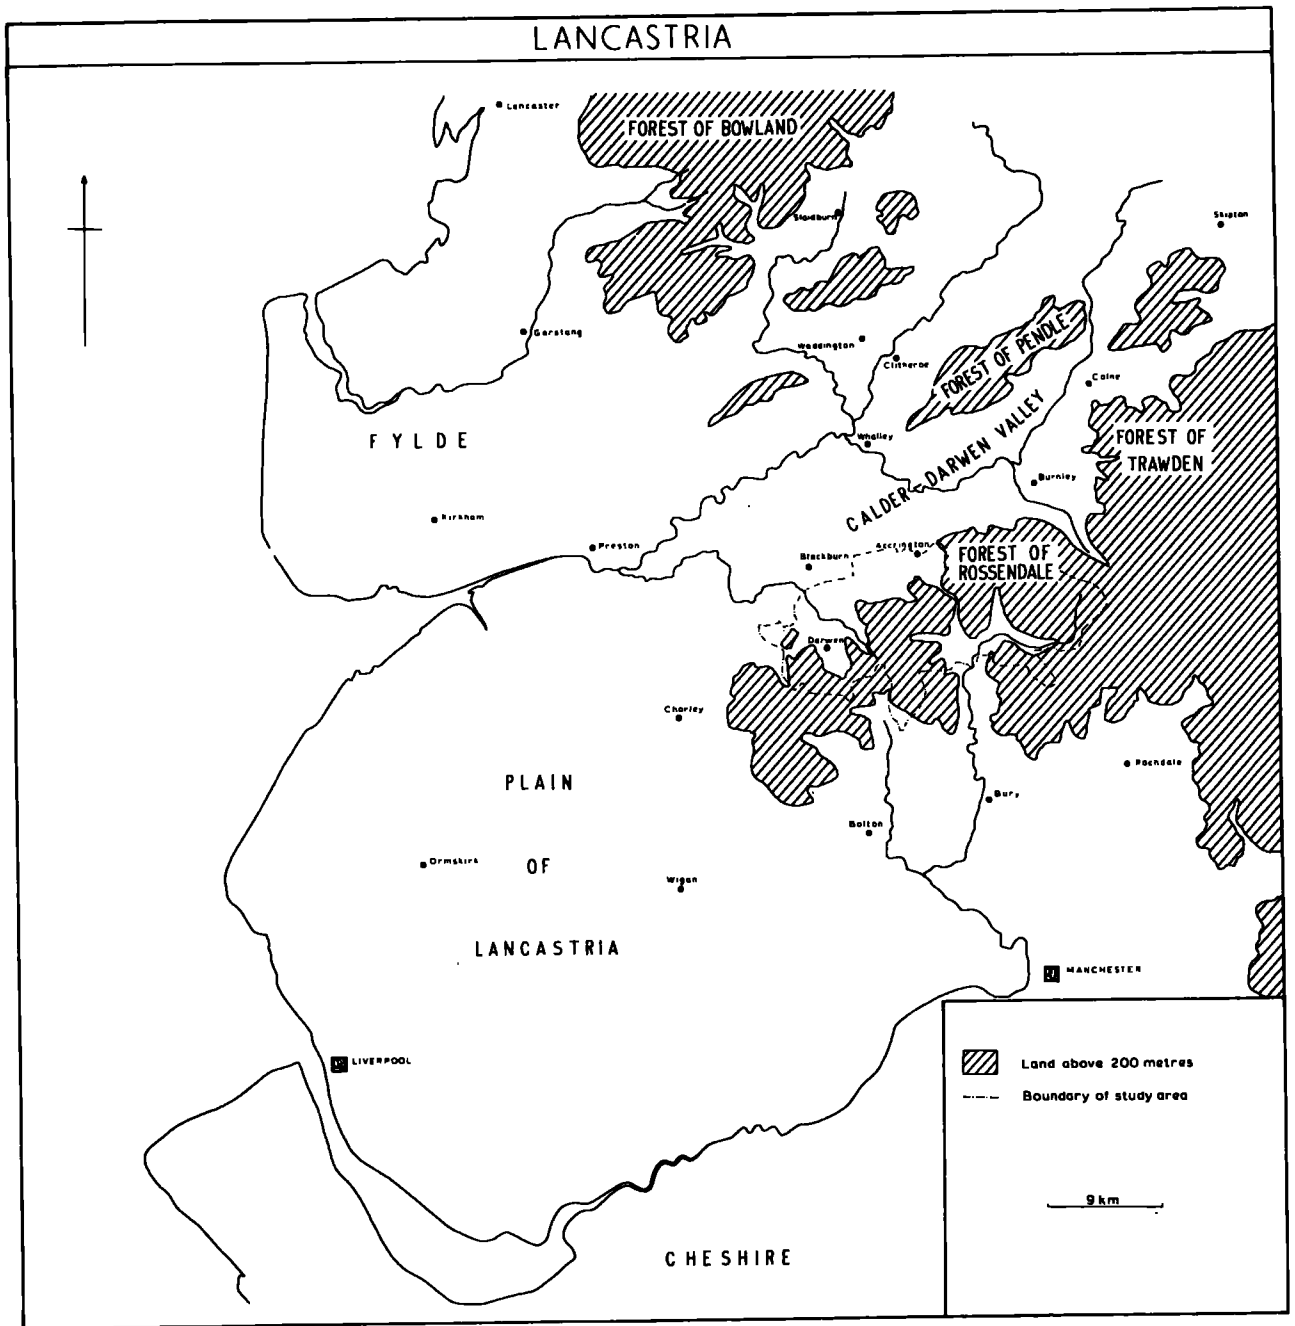 LANCASTRIA
Lancaster
FOREST OF BOWLAND
Slaidburn
Skipton
Garstang
Waddington
Clitheroe
FOREST OF PENDLE
Colne
FYLDE
Whalley
CALDER-DARWEN VALLEY
FOREST OF
TRAWDEN
Burnley
Kirkham
Preston
Blackburn
Accrington
FOREST OF
ROSSENDALE
Darwen
Chorley
PLAIN
OF
LANCASTRIA
Rochdale
Bury
Bolton
Ormskirk
Wigan
MANCHESTER
LIVERPOOL
Land above 200 metres
Boundary of study area
9 km
CHESHIRE